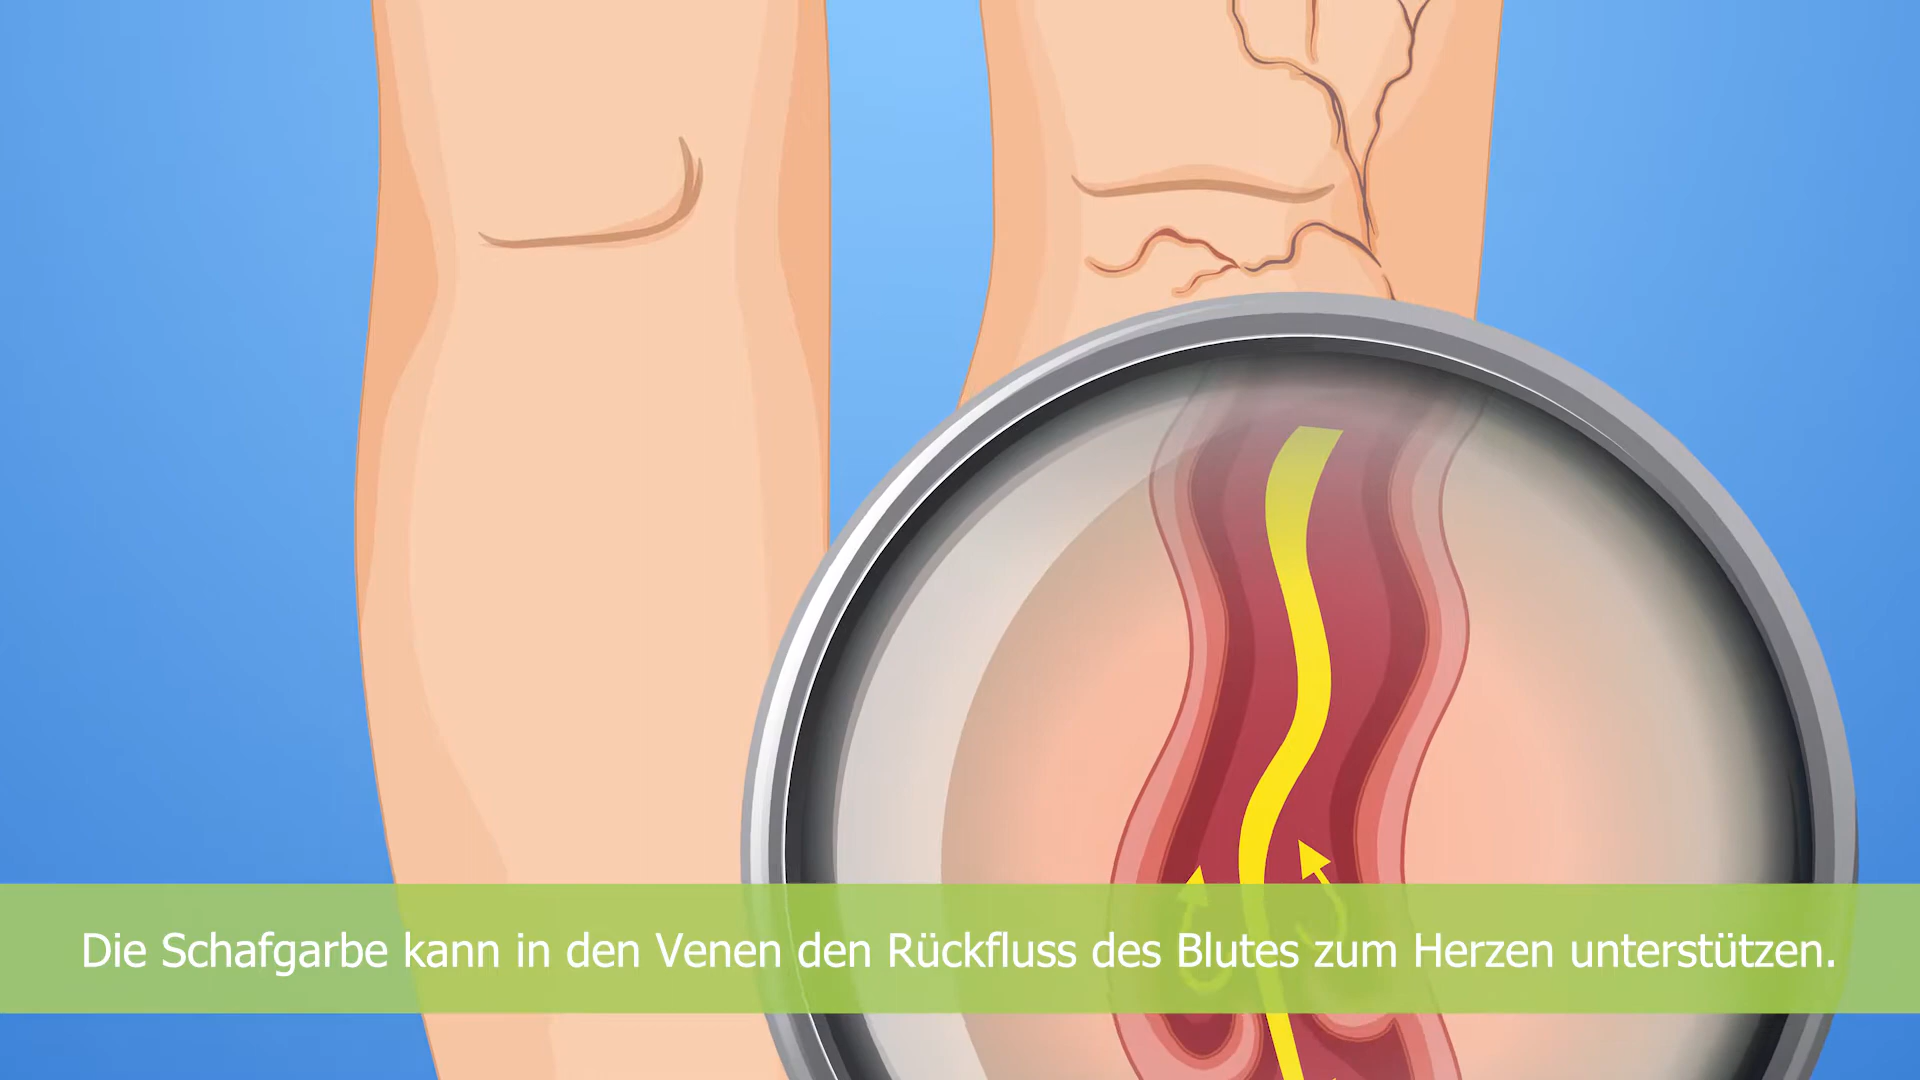 Die Schafgarbe kann in den Venen den Rückfluss des Blutes zum Herzen unterstützen.